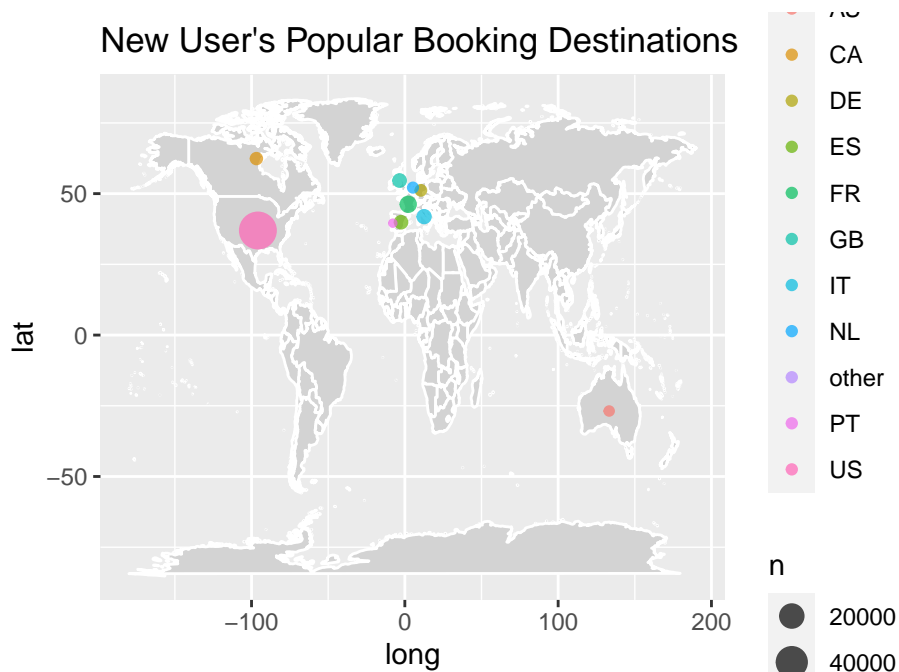 New User's Popular Booking Destinations
CA
DE
ES
FR
GB
IT
NL
other
PT
US
n
20000
40000
50
0
−50
lat
−100
0
100
200
long